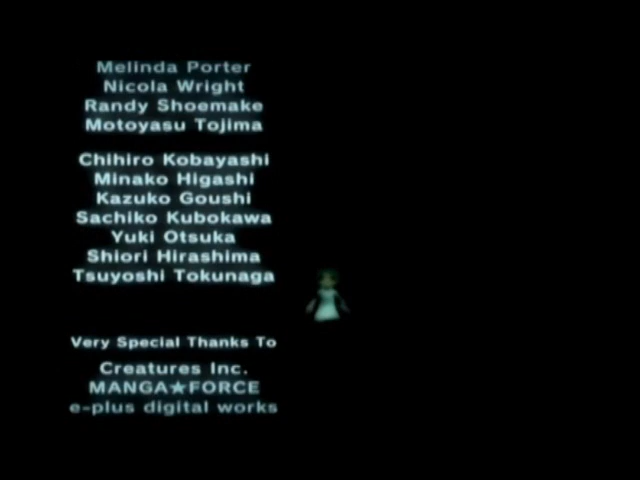 Melinda Porter
Nicola Wright
Randy Shoemake
Motoyasu Tojima
Chihiro Kobayashi
Minako Higashi
Kazuko Goushi
Sachiko Kubokawa
Yuki Otsuka
Shiori Hirashima
Tsuyoshi Tokunaga
Very Special Thanks To
Creatures Inc.
MANGA★FORCE
e-plus digital works